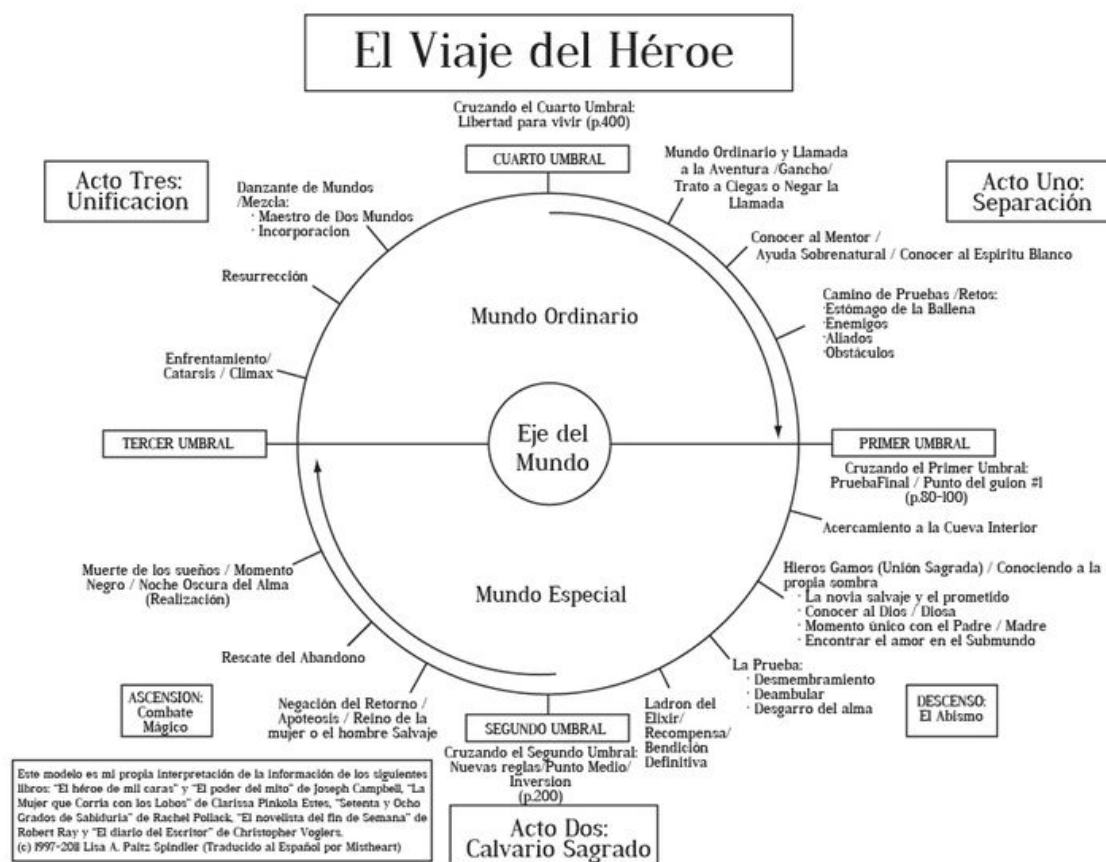 El Viaje del Héroe
Cruzando el Cuarto Umbral:
Libertad para vivir (p.400)
CUARTO UMBRAL
Acto Tres:
Unificacion
Acto Uno:
Separación
Mundo Ordinario y Llamada
a la Aventura /Gancho/
Trato a Ciegas o Negar la
Llamada
Danzante de Mundos
/Mezcla:
· Maestro de Dos Mundos
· Incorporacion
Conocer al Mentor /
Ayuda Sobrenatural / Conocer al Espiritu Blanco
Resurrección
Camino de Pruebas /Retos:
·Estómago de la Ballena
·Enemigos
·Aliados
·Obstáculos
Mundo Ordinario
Enfrentamiento/
Catarsis / Climax
TERCER UMBRAL
Eje del
Mundo
PRIMER UMBRAL
Cruzando el Primer Umbral:
PruebaFinal / Punto del guion #1
(p.80-100)
Acercamiento a la Cueva Interior
Muerte de los sueños / Momento
Negro / Noche Oscura del Alma
(Realización)
Mundo Especial
Hieros Gamos (Unión Sagrada) / Conociendo a la
propia sombra
· La novia salvaje y el prometido
· Conocer al Dios / Diosa
· Momento único con el Padre / Madre
· Encontrar el amor en el Submundo
Rescate del Abandono
La Prueba:
· Desmembramiento
· Deambular
· Desgarro del alma
ASCENSION:
Combate
Mágico
Negación del Retorno /
Apoteosis / Reino de la
mujer o el hombre Salvaje
SEGUNDO UMBRAL
Cruzando el Segundo Umbral:
Nuevas reglas/Punto Medio/
Inversion
(p.200)
Ladron del
Elixir/
Recompensa/
Bendición
Definitiva
DESCENSO:
El Abismo
Este modelo es mi propia interpretación de la información de los siguientes
libros: "El héroe de mil caras" y "El poder del mito" de Joseph Campbell, "La
Mujer que Corria con los Lobos" de Clarissa Pinkola Estes, "Setenta y Ocho
Grados de Sabiduria" de Rachel Pollack, "El novelista del fin de Semana" de
Robert Ray y "El diario del Escritor" de Christopher Voglers.
(c) 1997-2011 Lisa A. Paitz Spindler (Traducido al Español por Mistheart)
Acto Dos:
Calvario Sagrado